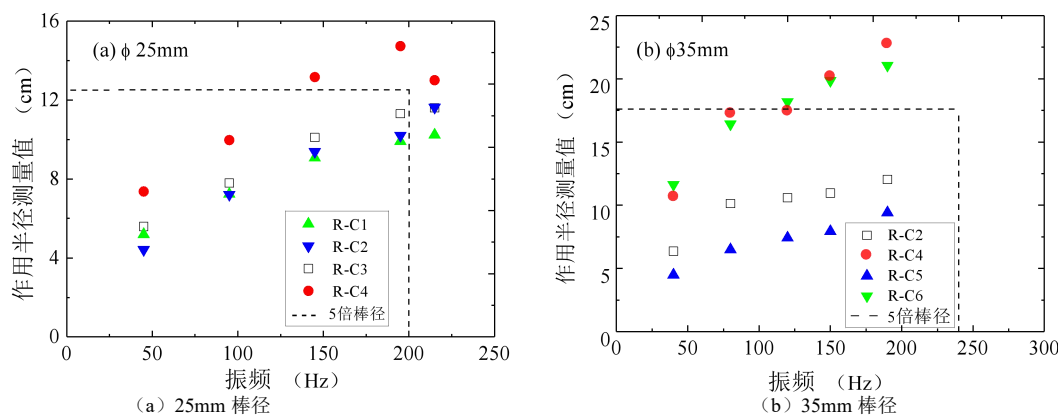 16
12
8
4
0
作用半径测量值 （cm）
(a) ϕ 25mm
R-C1
R-C2
R-C3
R-C4
5倍棒径
0 50 100 150 200 250
振频 （Hz）
（a）25mm 棒径
25
20
15
10
5
0
作用半径测量值 （cm）
(b) ϕ35mm
R-C2
R-C4
R-C5
R-C6
5倍棒径
0 50 100 150 200 250 300
振频 （Hz）
（b）35mm 棒径